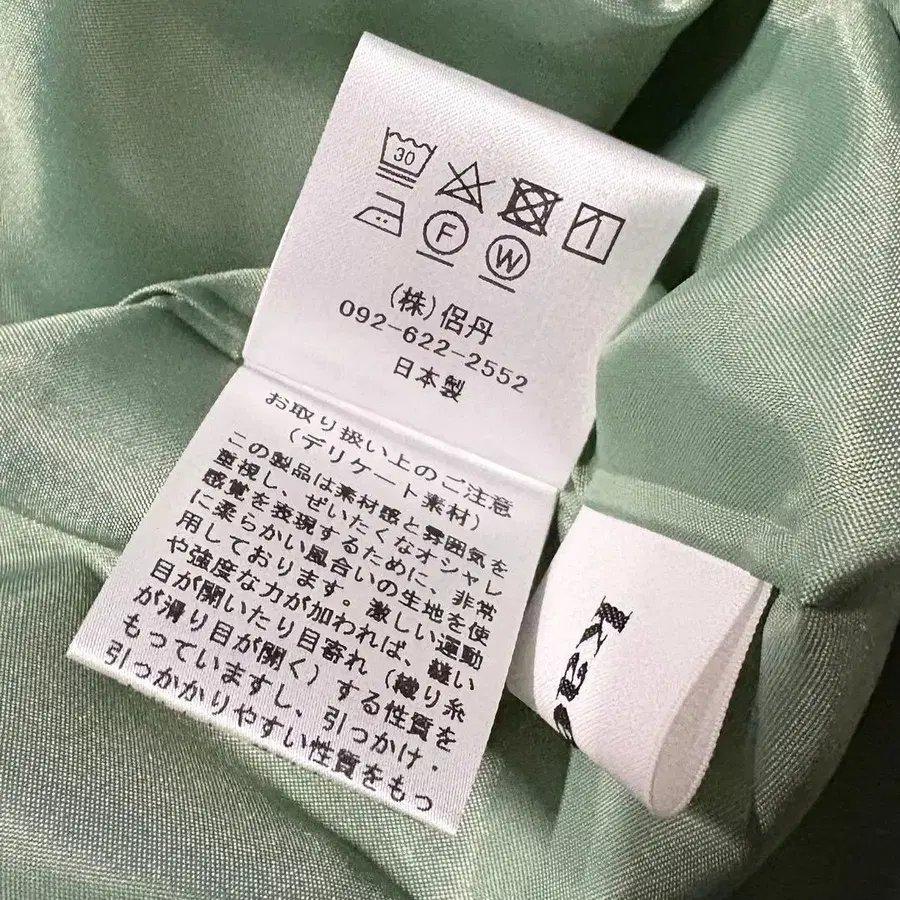 30
F
W
(株)侶丹
092-622-2552
日本製
お取り扱い上のご注意
(デリケート素材)
この製品は素材感と雰囲気を
重視し、ぜいたくなオシャレ
感覚を表現するために、非常
に柔らかい風合いの生地を使
用しております。激しい運動
や強度な力が加われば、縫い
目が開いたり目寄れ(織り糸
が滑り目が開く)する性質を
もっていますし、引っかけ・
引っかかりやすい性質をもっ